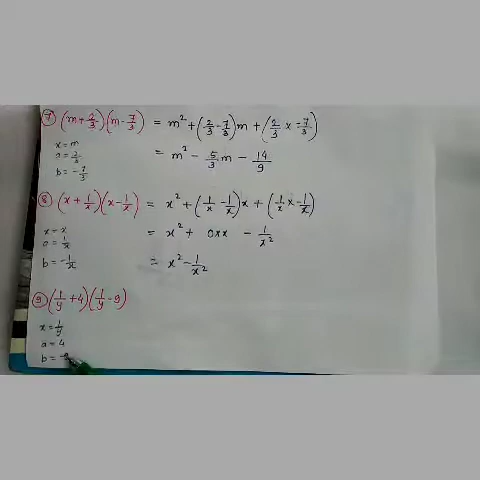 ⑦ (m + 2/3)(m - 7/3) = m² + (2/3 - 7/3)m + (2/3 × -7/3)
x = m
a = 2/3
= m² - 5/3 m - 14/9
b = -7/3
⑧ (x + 1/x)(x - 1/x) = x² + (1/x - 1/x)x + (1/x × -1/x)
x = x
a = 1/x
= x² + 0×x - 1/x²
b = -1/x
= x² - 1/x²
⑨ (1/y + 4)(1/y - 9)
x = 1/y
a = 4
b = -9